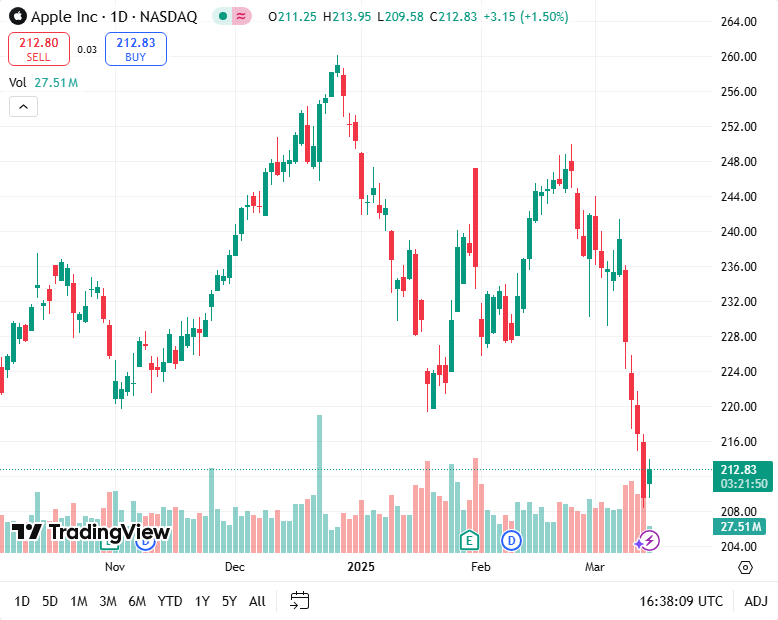 Apple Inc · 1D · NASDAQ ≈ O211.25 H213.95 L209.58 C212.83 +3.15 (+1.50%)
212.80 SELL 0.03 212.83 BUY
Vol 27.51M
264.00
260.00
256.00
252.00
248.00
244.00
240.00
236.00
232.00
228.00
224.00
220.00
216.00
212.83
03:21:50
208.00
27.51M
204.00
TradingView
E D E D
Nov Dec 2025 Feb Mar
1D 5D 1M 3M 6M YTD 1Y 5Y All 16:38:09 UTC ADJ